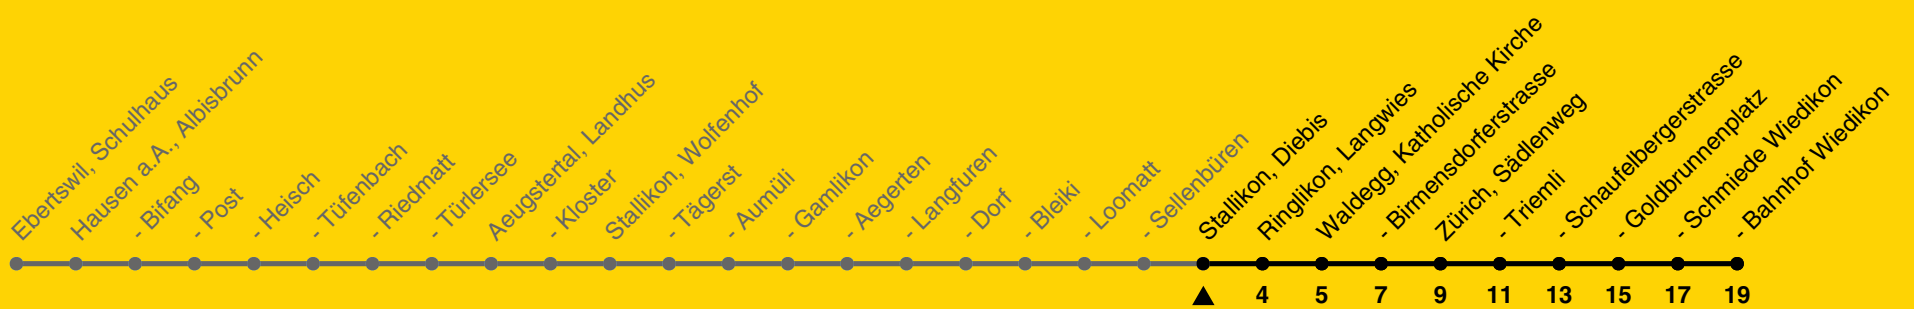 Ebertswil, Schulhaus
Hausen a.A., Albisbrunn
- Bifang
- Post
- Heisch
- Tüfenbach
- Riedmatt
- Türlersee
Aeugstertal, Landhus
- Kloster
Stallikon, Wolfenhof
- Tägerst
- Aumüli
- Gamlikon
- Aegerten
- Langfuren
- Dorf
- Bleiki
- Loomatt
- Sellenbüren
Stallikon, Diebis
Ringlikon, Langwies
Waldegg, Katholische Kirche
- Birmensdorferstrasse
Zürich, Sädlenweg
- Triemli
- Schaufelbergerstrasse
- Goldbrunnenplatz
- Schmiede Wiedikon
- Bahnhof Wiedikon
4 5 7 9 11 13 15 17 19